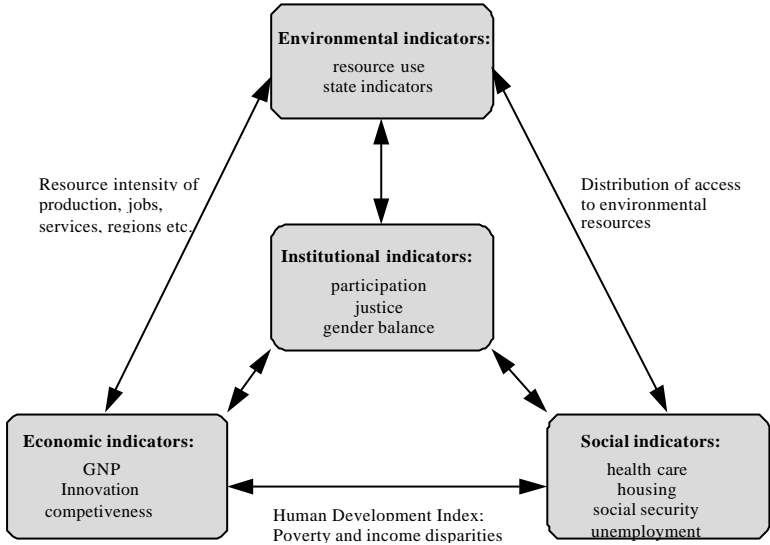 Environmental indicators:
resource use
state indicators
Resource intensity of
production, jobs,
services, regions etc.
Distribution of access
to environmental
resources
Institutional indicators:
participation
justice
gender balance
Economic indicators:
GNP
Innovation
competiveness
Social indicators:
health care
housing
social security
unemployment
Human Development Index:
Poverty and income disparities